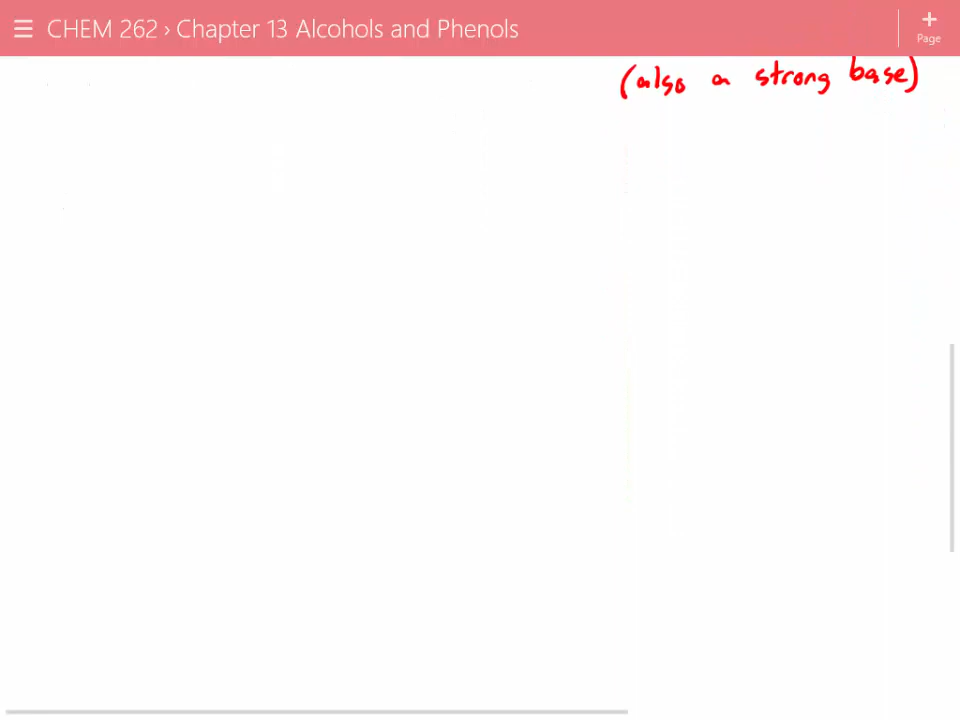 ☰ CHEM 262 › Chapter 13 Alcohols and Phenols
+
Page
(also a strong base)